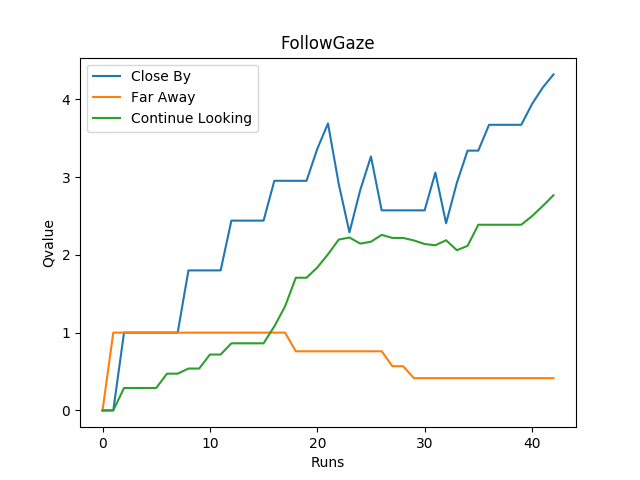 FollowGaze
Close By
Far Away
Continue Looking
Qvalue
4
3
2
1
0
0 10 20 30 40
Runs